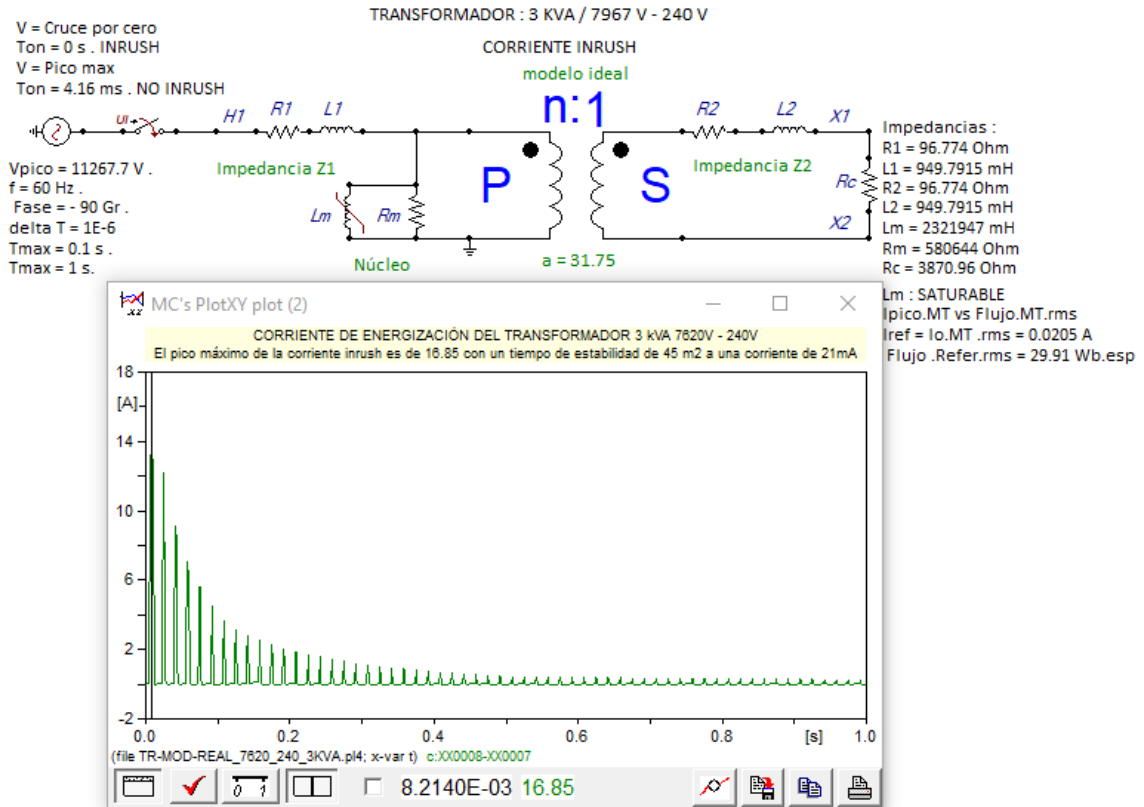 TRANSFORMADOR : 3 KVA / 7967 V - 240 V
V = Cruce por cero
Ton = 0 s . INRUSH
V = Pico max
Ton = 4.16 ms . NO INRUSH
CORRIENTE INRUSH
modelo ideal
n:1
UI
H1
R1
L1
R2
L2
X1
Vpico = 11267.7 V .
f = 60 Hz .
Fase = - 90 Gr .
delta T = 1E-6
Tmax = 0.1 s .
Tmax = 1 s.
Impedancia Z1
Lm
Rm
Núcleo
P
S
a = 31.75
Impedancia Z2
Rc
X2
Impedancias :
R1 = 96.774 Ohm
L1 = 949.7915 mH
R2 = 96.774 Ohm
L2 = 949.7915 mH
Lm = 2321947 mH
Rm = 580644 Ohm
Rc = 3870.96 Ohm
Lm : SATURABLE
Ipico.MT vs Flujo.MT.rms
Iref = Io.MT .rms = 0.0205 A
Flujo .Refer.rms = 29.91 Wb.esp
MC's PlotXY plot (2)
CORRIENTE DE ENERGIZACIÓN DEL TRANSFORMADOR 3 kVA 7620V - 240V
El pico máximo de la corriente inrush es de 16.85 con un tiempo de estabilidad de 45 m2 a una corriente de 21mA
18
[A]
14
10
6
2
-2
0.0 0.2 0.4 0.6 0.8 [s] 1.0
(file TR-MOD-REAL_7620_240_3KVA.pl4; x-var t) c:XX0008-XX0007
0 1
8.2140E-03 16.85